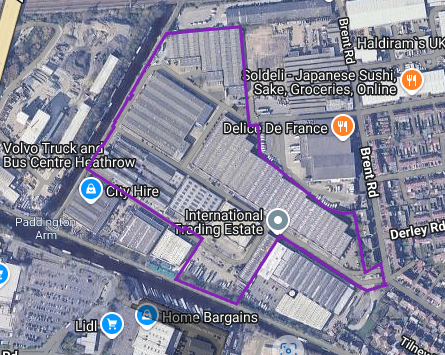 Brent Rd
Haldiram's UK
Soldeli - Japanese Sushi,
Sake, Groceries, Online
Delice De France
Volvo Truck and
Bus Centre Heathrow
Brent Rd
City Hire
International
Trading Estate
Paddington
Arm
Derley Rd
Home Bargains
Lidl
Rd